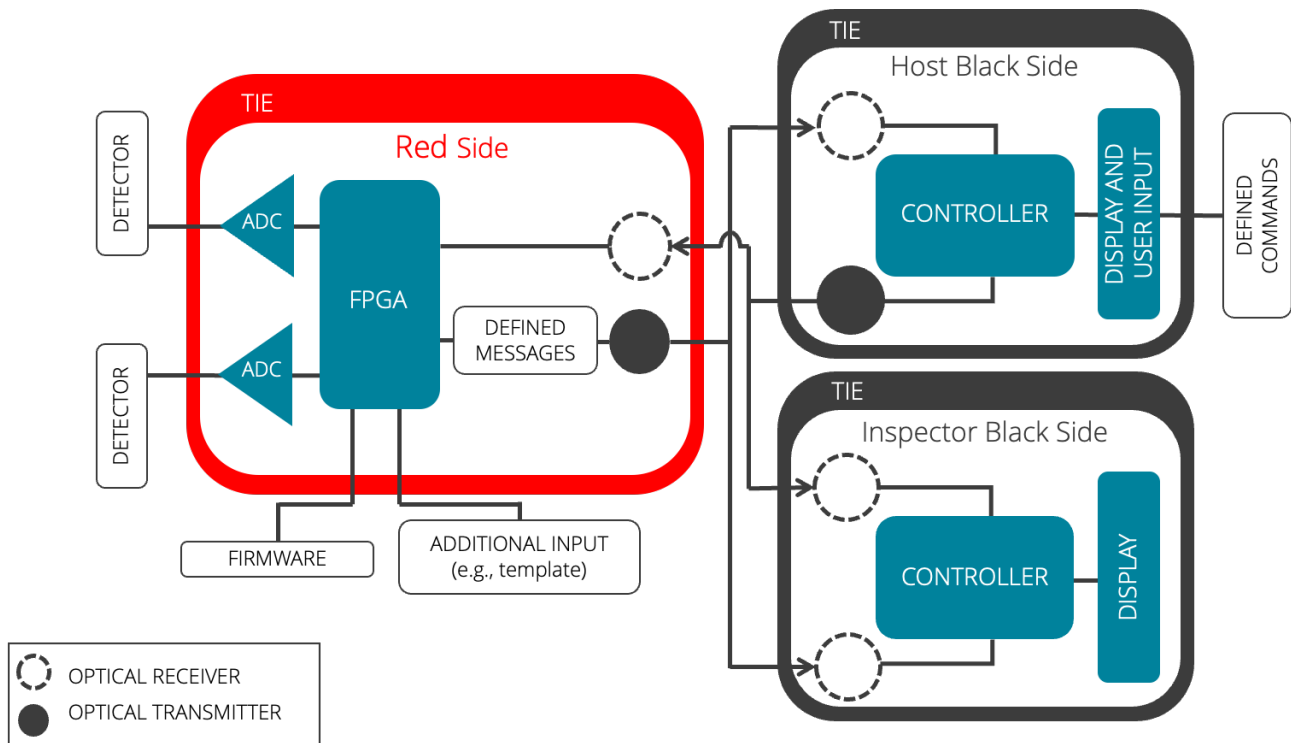 TIE
Host Black Side
TIE
Red Side
DETECTOR
ADC
FPGA
CONTROLLER
DISPLAY AND
USER INPUT
DEFINED
COMMANDS
DEFINED
MESSAGES
DETECTOR
ADC
TIE
Inspector Black Side
CONTROLLER
DISPLAY
FIRMWARE
ADDITIONAL INPUT
(e.g., template)
OPTICAL RECEIVER
OPTICAL TRANSMITTER